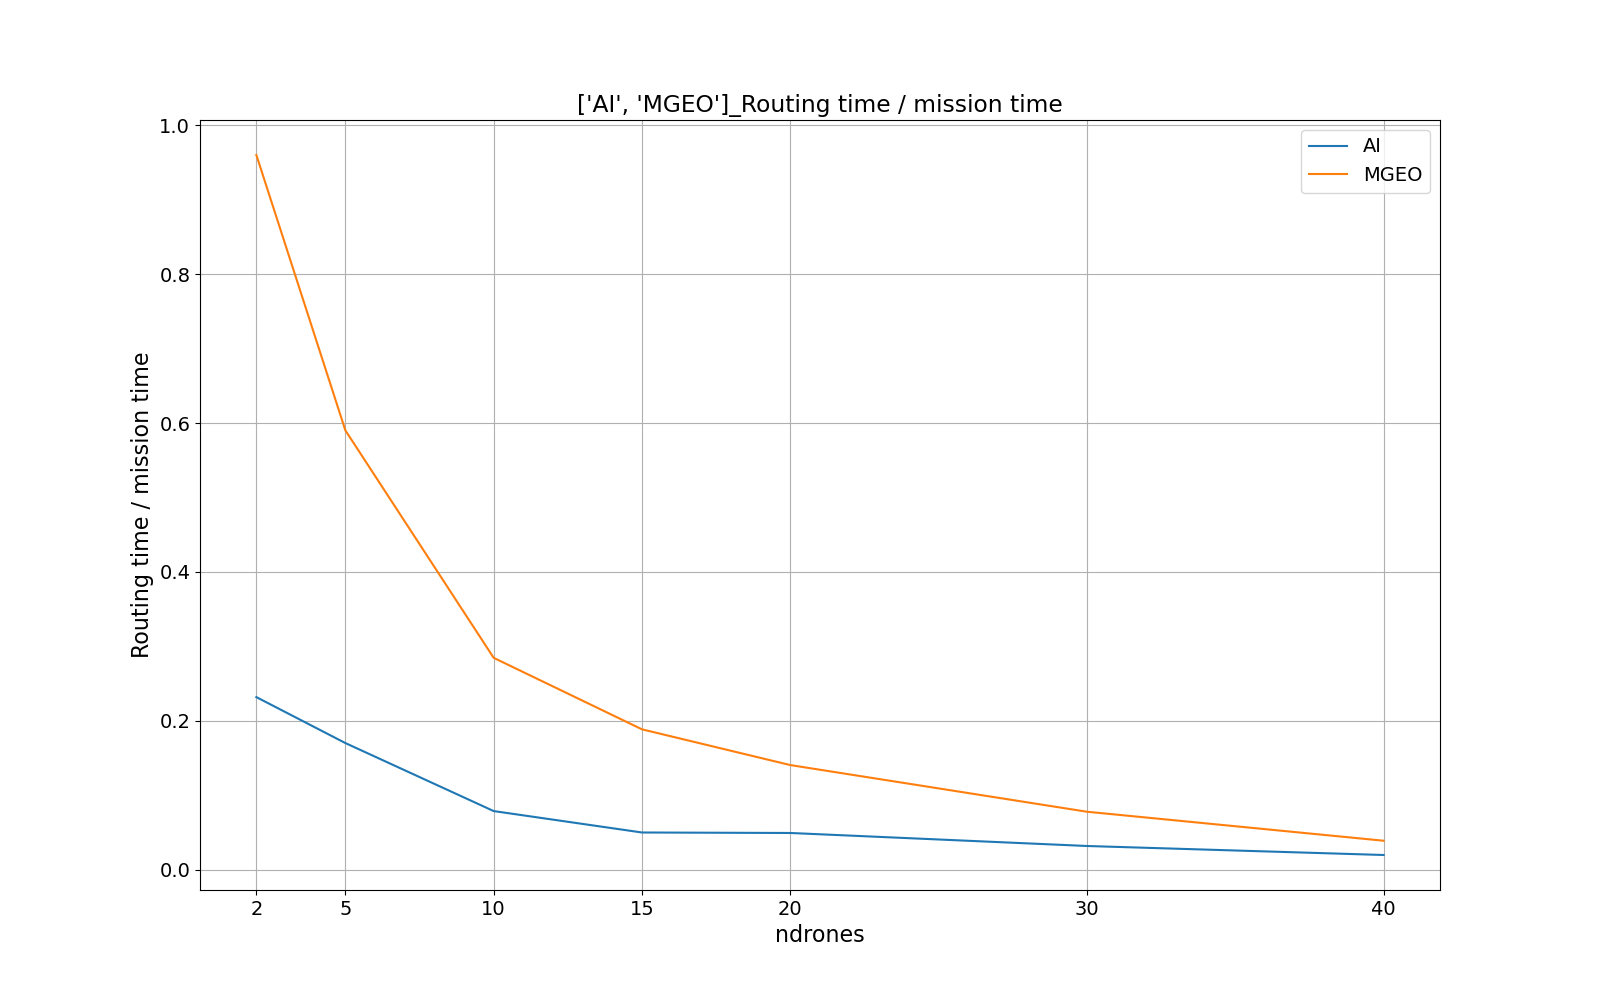 ['AI', 'MGEO']_Routing time / mission time
AI
MGEO
Routing time / mission time
1.0
0.8
0.6
0.4
0.2
0.0
2 5 10 15 20 30 40
ndrones